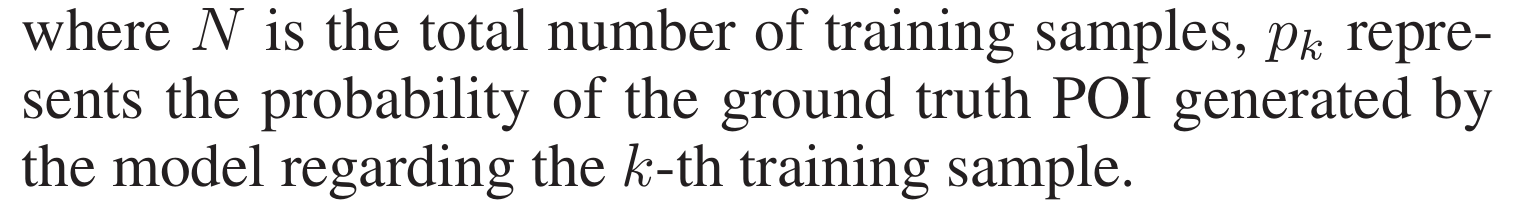 where N is the total number of training samples, pk repre-
sents the probability of the ground truth POI generated by
the model regarding the k-th training sample.